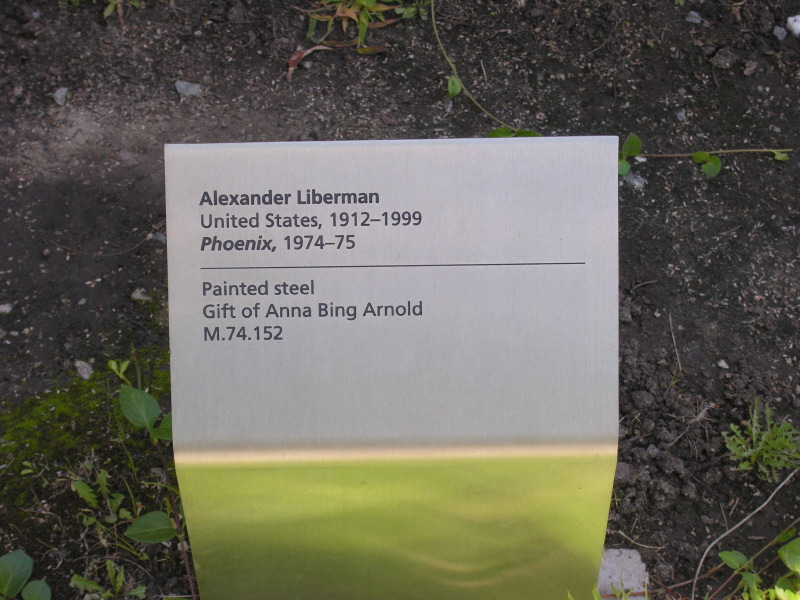 Alexander Liberman
United States, 1912–1999
Phoenix, 1974–75
Painted steel
Gift of Anna Bing Arnold
M.74.152